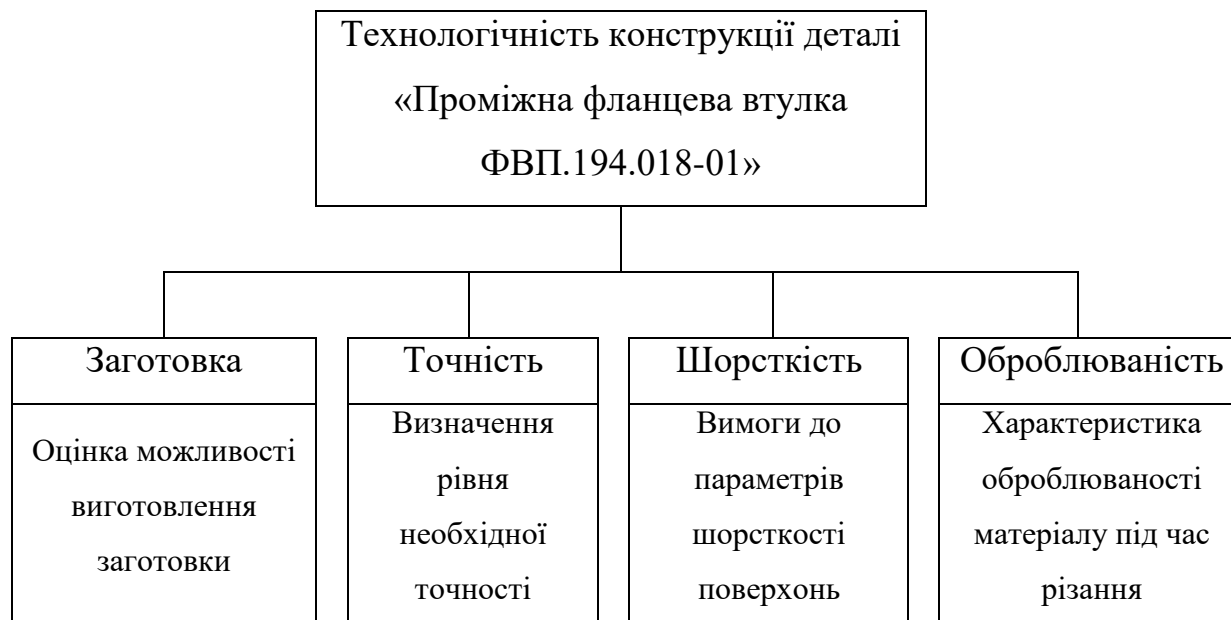 Технологічність конструкції деталі
«Проміжна фланцева втулка
ФВП.194.018-01»
Заготовка
Оцінка можливості
виготовлення
заготовки
Точність
Визначення
рівня
необхідної
точності
Шорсткість
Вимоги до
параметрів
шорсткості
поверхонь
Оброблюваність
Характеристика
оброблюваності
матеріалу під час
різання